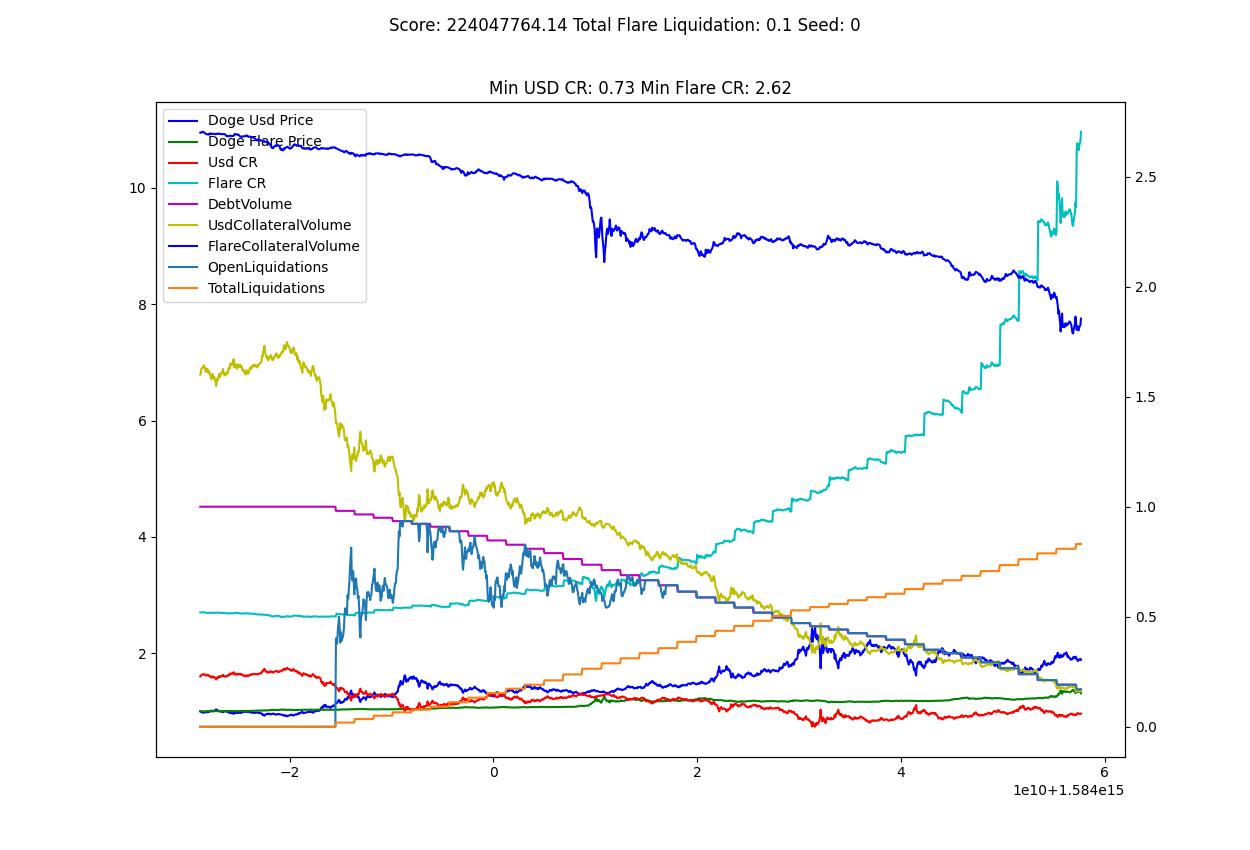 Score: 224047764.14 Total Flare Liquidation: 0.1 Seed: 0
Min USD CR: 0.73 Min Flare CR: 2.62
Doge Usd Price
Doge Flare Price
Usd CR
Flare CR
DebtVolume
UsdCollateralVolume
FlareCollateralVolume
OpenLiquidations
TotalLiquidations
10
8
6
4
2
2.5
2.0
1.5
1.0
0.5
0.0
−2
0
2
4
6
1e10+1.584e15